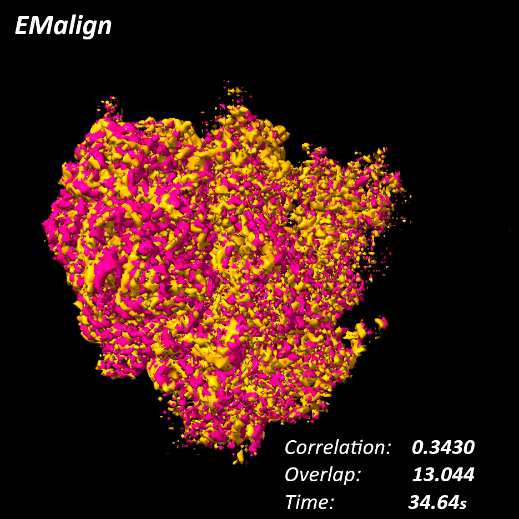 EMalign
Correlation: 0.3430
Overlap: 13.044
Time: 34.64s